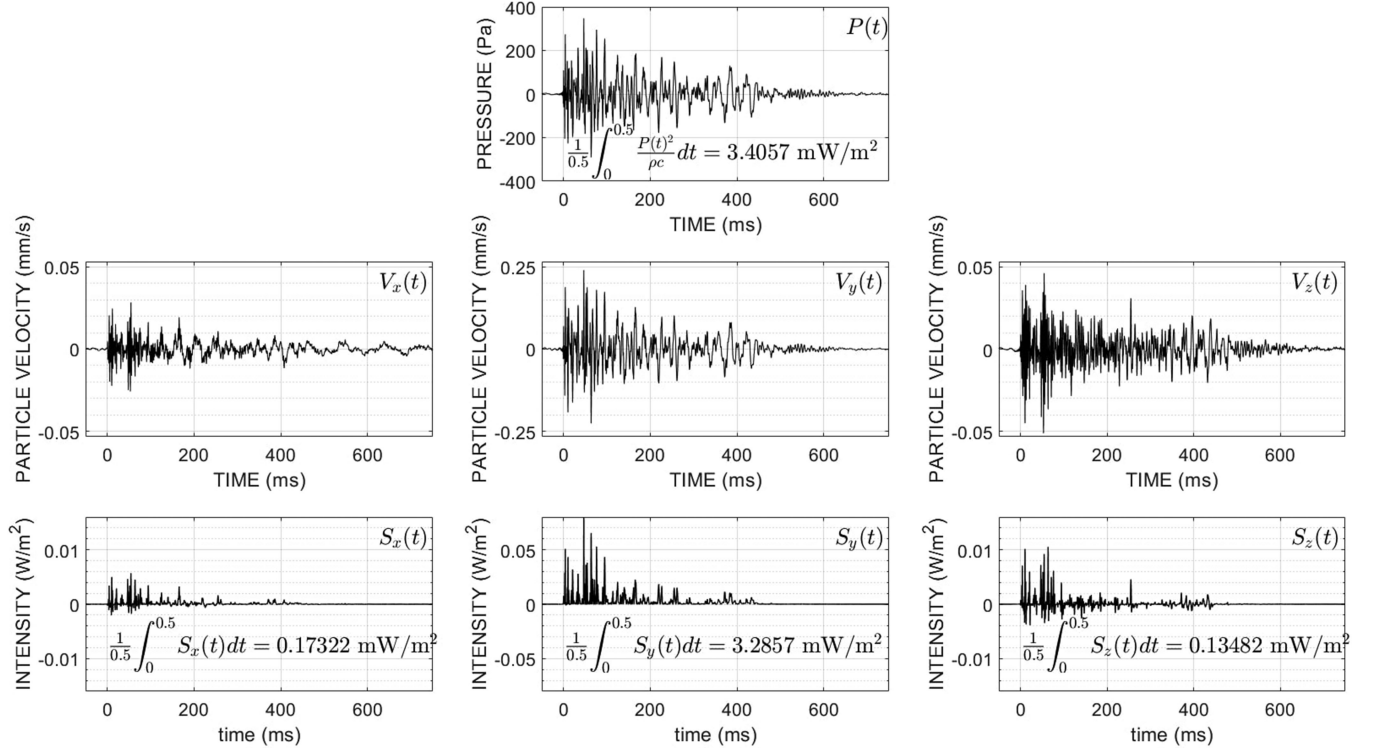 400
200
0
-200
-400
PRESSURE (Pa)
P(t)
1/0.5 ∫_0^0.5 P(t)²/ρc dt = 3.4057 mW/m²
0 200 400 600
TIME (ms)
0.05
0
-0.05
PARTICLE VELOCITY (mm/s)
V_x(t)
0 200 400 600
TIME (ms)
0.25
0
-0.25
PARTICLE VELOCITY (mm/s)
V_y(t)
0 200 400 600
TIME (ms)
0.05
0
-0.05
PARTICLE VELOCITY (mm/s)
V_z(t)
0 200 400 600
TIME (ms)
0.01
0
-0.01
INTENSITY (W/m²)
S_x(t)
1/0.5 ∫_0^0.5 S_x(t)dt = 0.17322 mW/m²
0 200 400 600
time (ms)
0.05
0
-0.05
INTENSITY (W/m²)
S_y(t)
1/0.5 ∫_0^0.5 S_y(t)dt = 3.2857 mW/m²
0 200 400 600
time (ms)
0.01
0
-0.01
INTENSITY (W/m²)
S_z(t)
1/0.5 ∫_0^0.5 S_z(t)dt = 0.13482 mW/m²
0 200 400 600
time (ms)